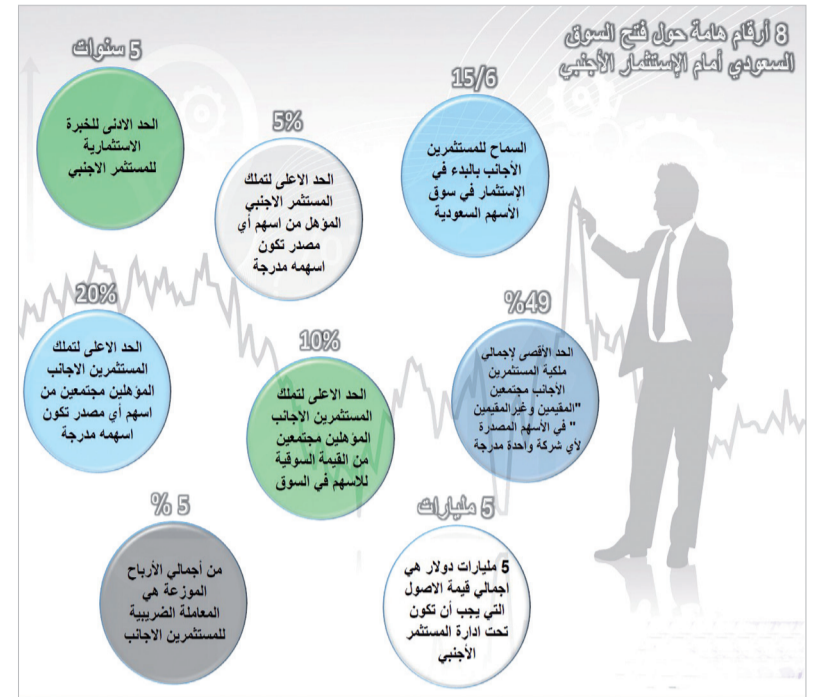 8 أرقام هامة حول فتح السوق
السعودي أمام الإستثمار الأجنبي
15/6
السماح للمستثمرين
الأجانب بالبدء في
الإستثمار في سوق
الأسهم السعودية
5%
الحد الاعلى لتملك
المستثمر الاجنبي
المؤهل من اسهم أي
مصدر تكون
اسهمه مدرجة
5 سنوات
الحد الادنى للخبرة
الاستثمارية
للمستثمر الاجنبي
%49
الحد الأقصى لإجمالي
ملكية المستثمرين
الأجانب مجتمعين
"المقيمين وغيرالمقيمين
" في الأسهم المصدرة
لأي شركة واحدة مدرجة
10%
الحد الاعلى لتملك
المستثمرين الاجانب
المؤهلين مجتمعين
من القيمة السوقية
للاسهم في السوق
20%
الحد الاعلى لتملك
المستثمرين الاجانب
المؤهلين مجتمعين من
اسهم أي مصدر تكون
اسهمه مدرجة
5 مليارات
5 مليارات دولار هي
اجمالي قيمة الاصول
التي يجب أن تكون
تحت ادارة المستثمر
الأجنبي
5 %
من أجمالي الأرباح
الموزعة هي
المعاملة الضريبية
للمستثمرين الاجانب